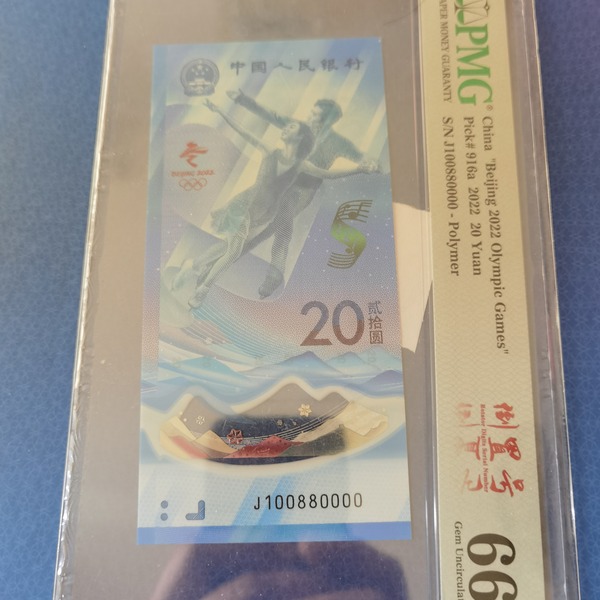 中国人民银行
BEIJING 2022
20
贰拾圆
J100880000
PMG
PAPER MONEY GUARANTY
China "Beijing 2022 Olympic Games"
Pick# 916a 2022 20 Yuan
S/N J100880000 - Polymer
66
Gem Uncircula